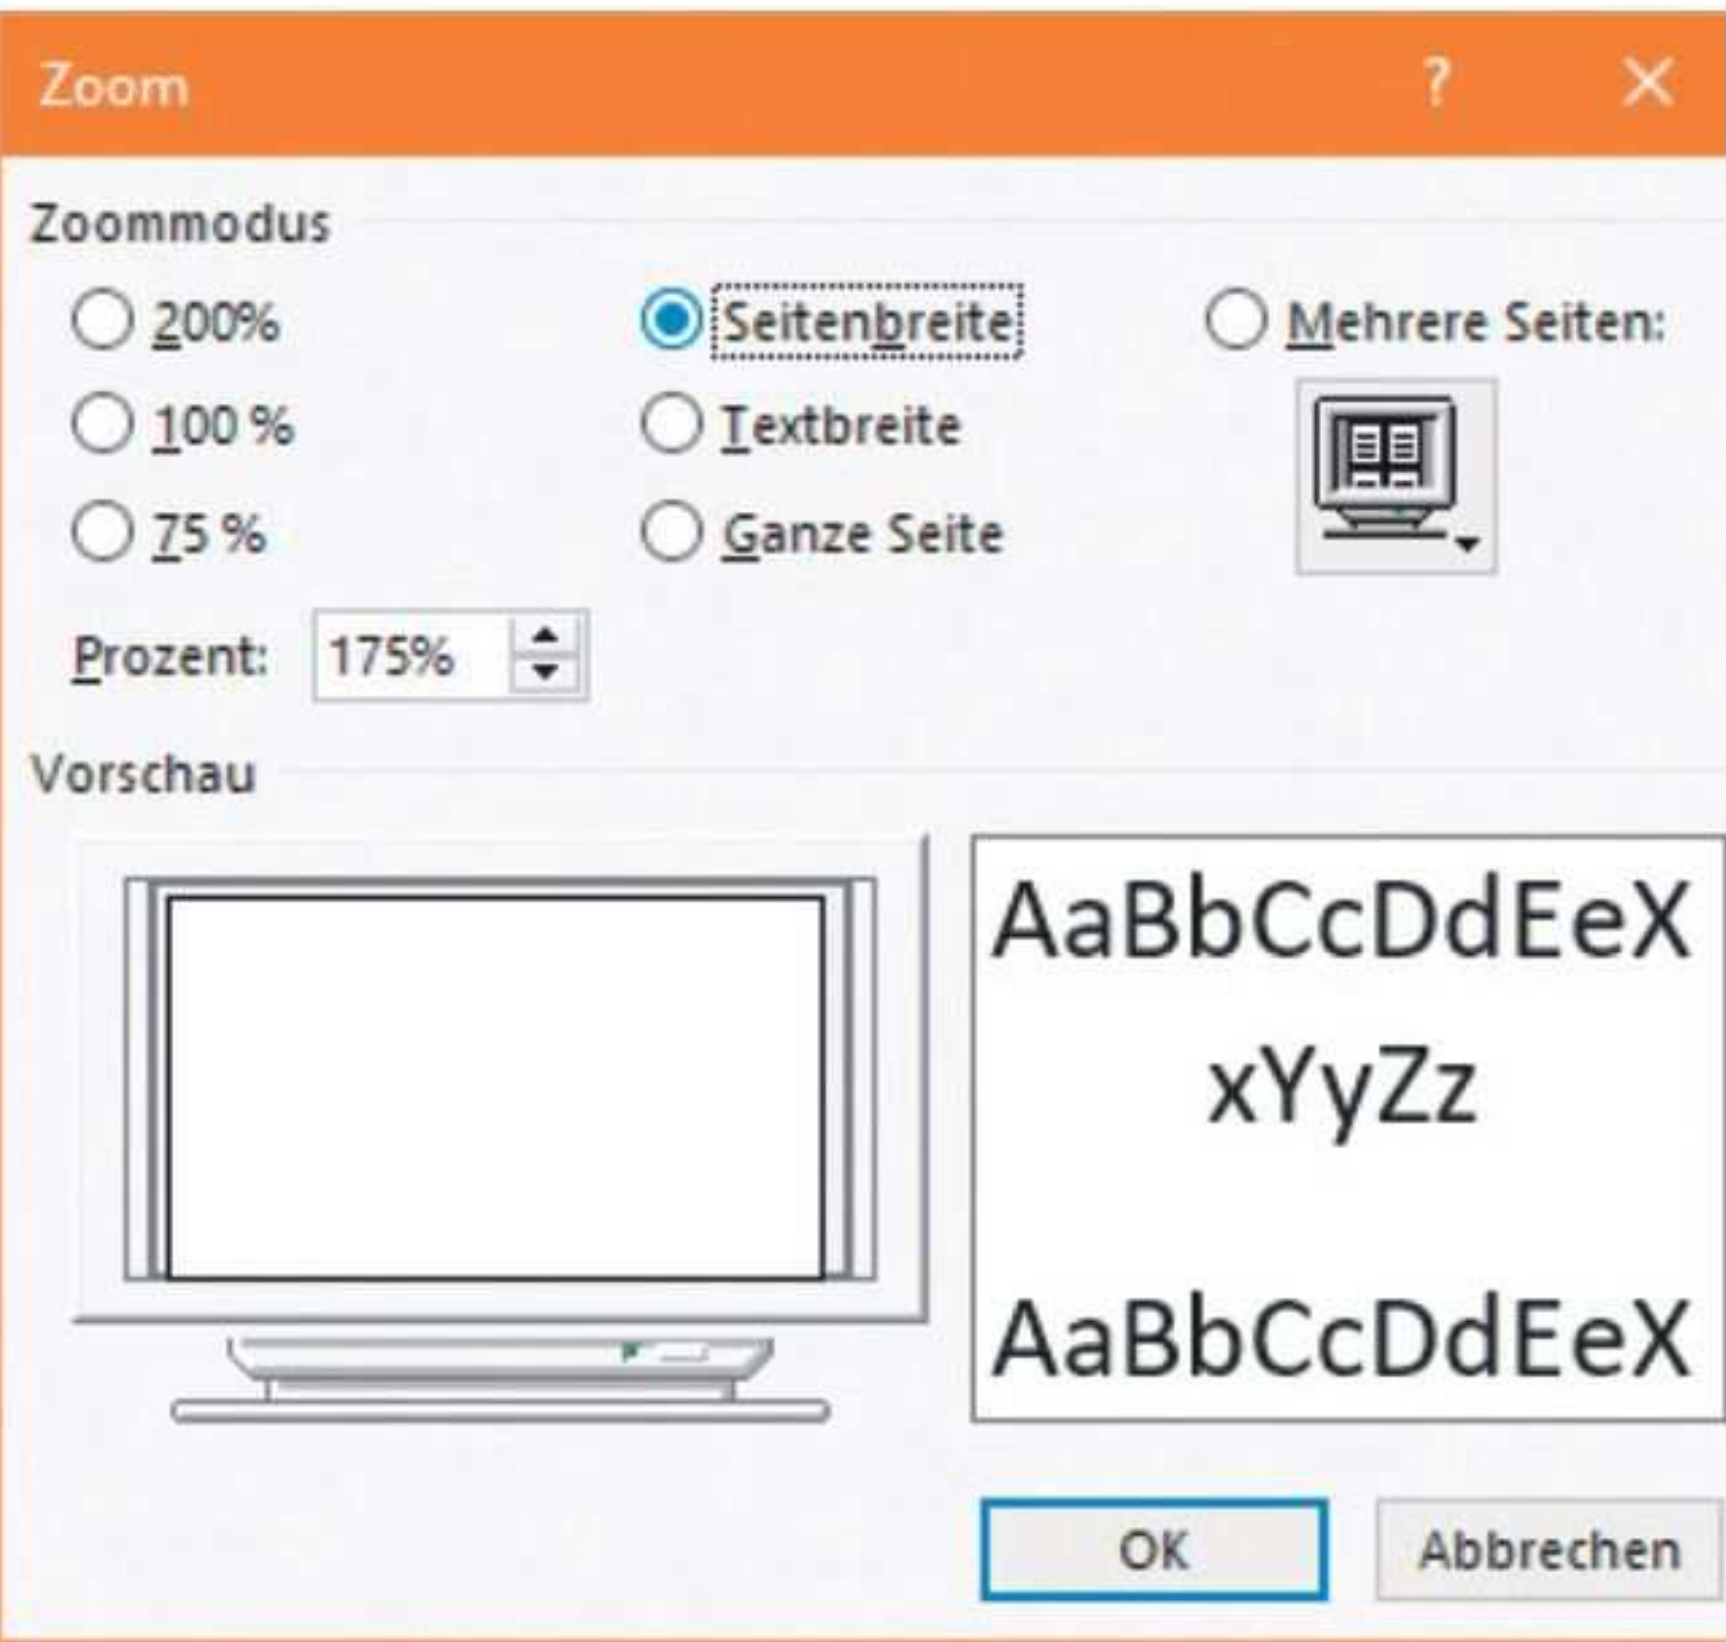 Zoom ? ×
Zoommodus
200% Seitenbreite Mehrere Seiten:
100 % Textbreite
75 % Ganze Seite
Prozent: 175%
Vorschau
AaBbCcDdEeX
xYyZz
AaBbCcDdEeX
OK Abbrechen